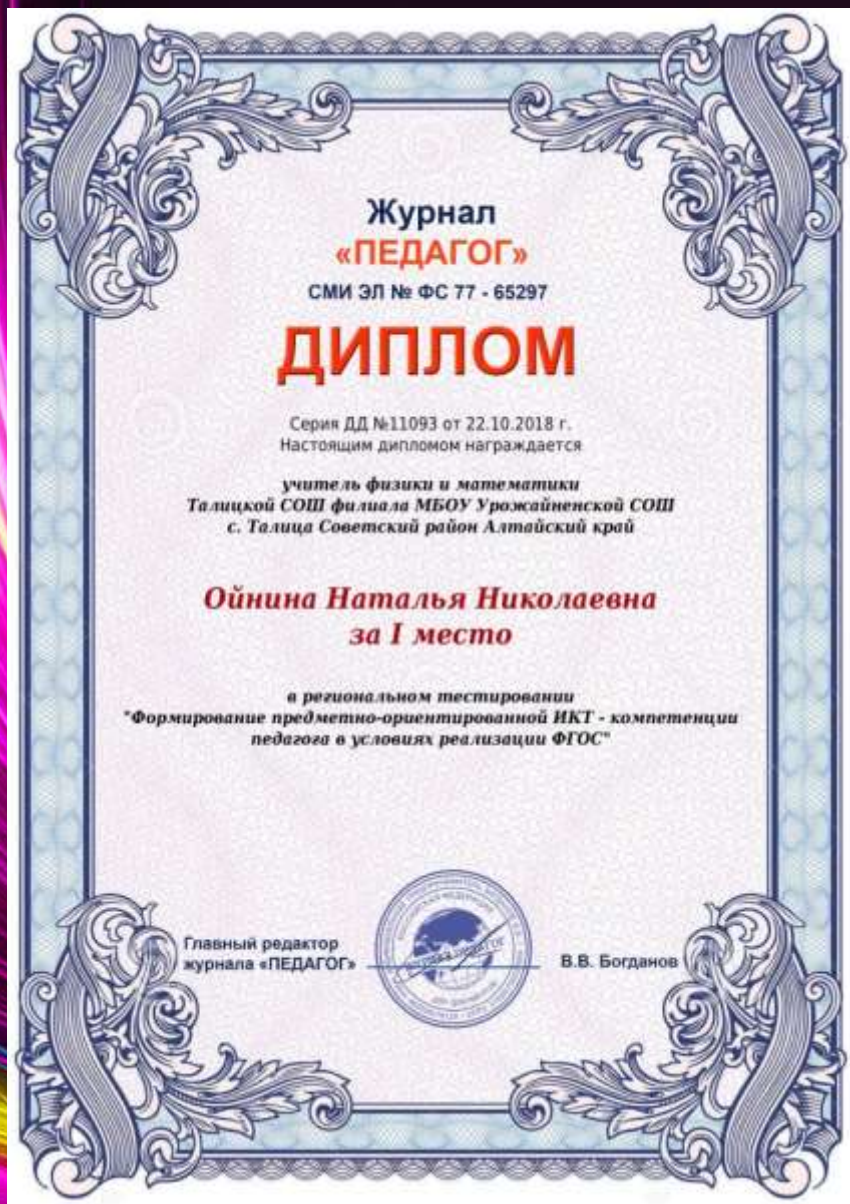 Журнал
«ПЕДАГОГ»
СМИ ЭЛ № ФС 77 - 65297
ДИПЛОМ
Серия ДД №11093 от 22.10.2018 г.
Настоящим дипломом награждается
учитель физики и математики
Талицкой СОШ филиала МБОУ Урожайненской СОШ
с. Талица Советский район Алтайский край
Ойнина Наталья Николаевна
за I место
в региональном тестировании
"Формирование предметно-ориентированной ИКТ - компетенции
педагога в условиях реализации ФГОС"
Главный редактор
журнала «ПЕДАГОГ»
В.В. Богданов